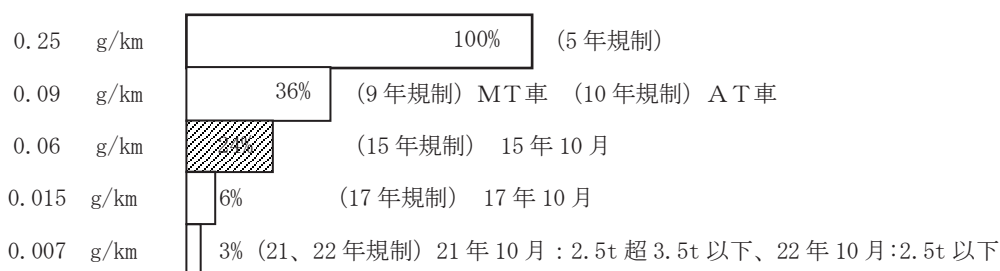 0.25 g/km 100% (5年規制)
0.09 g/km 36% (9年規制) MT車 (10年規制) AT車
0.06 g/km 24% (15年規制) 15年10月
0.015 g/km 6% (17年規制) 17年10月
0.007 g/km 3% (21、22年規制) 21年10月：2.5t超3.5t以下、22年10月:2.5t以下